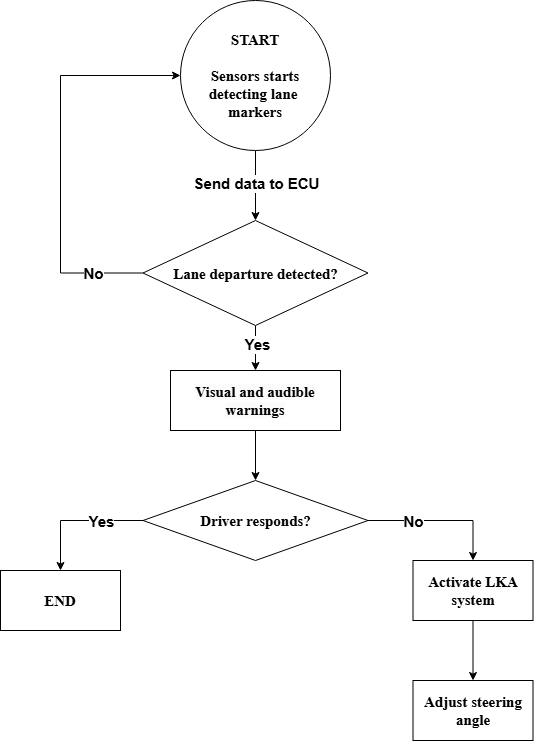 START
Sensors starts
detecting lane
markers
Send data to ECU
Lane departure detected?
No
Yes
Visual and audible
warnings
Driver responds?
Yes
No
END
Activate LKA
system
Adjust steering
angle